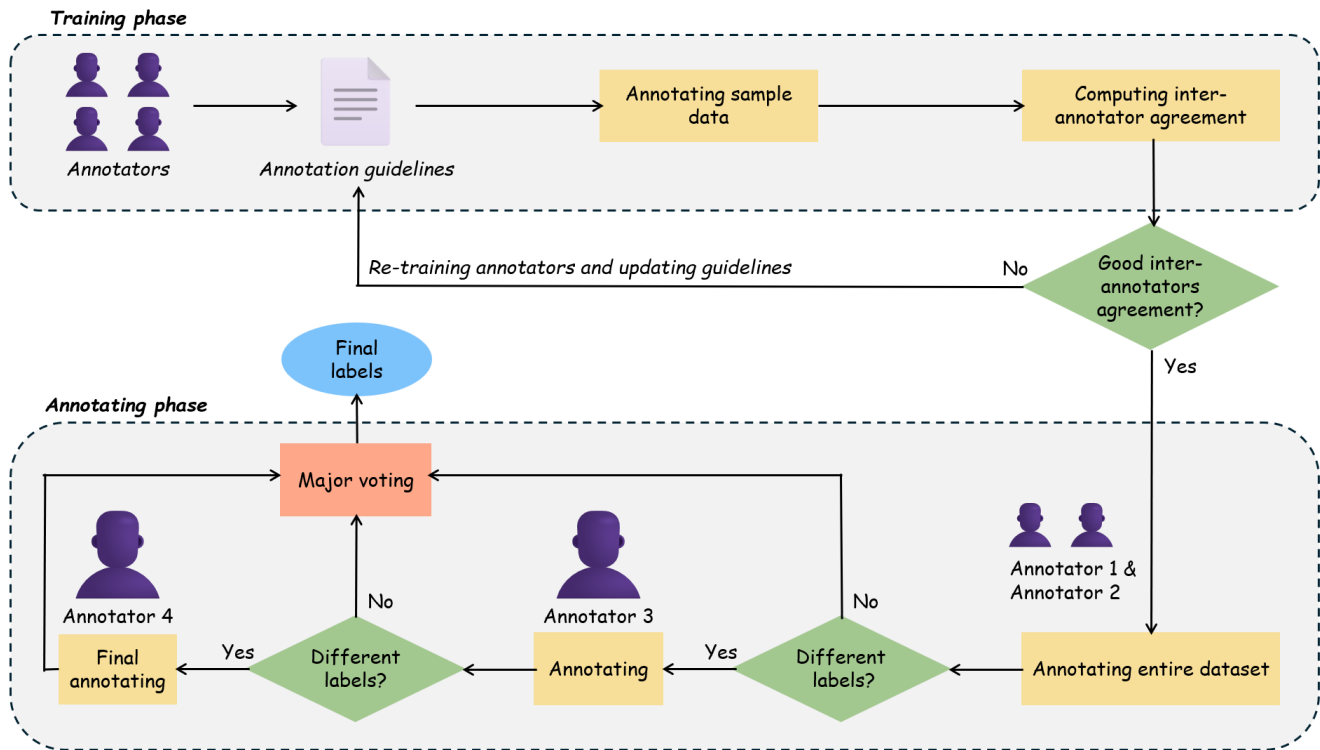 Training phase
Annotators
Annotation guidelines
Annotating sample
data
Computing inter-
annotator agreement
Re-training annotators and updating guidelines
No
Good inter-
annotators
agreement?
Yes
Final
labels
Annotating phase
Major voting
Annotator 1 &
Annotator 2
Annotator 4
No
Annotator 3
No
Final
annotating
Yes
Different
labels?
Annotating
Yes
Different
labels?
Annotating entire dataset